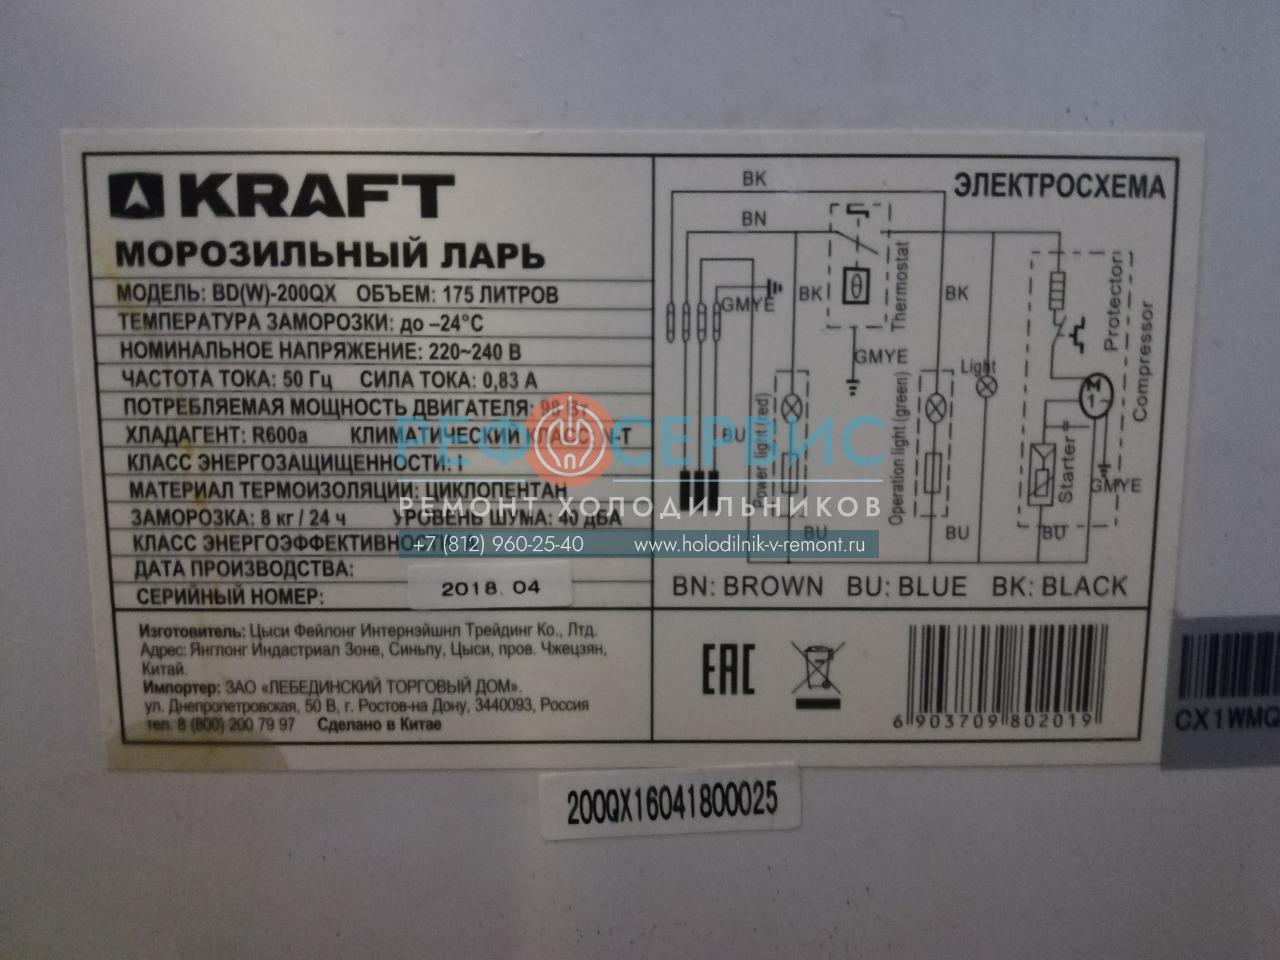 KRAFT
МОРОЗИЛЬНЫЙ ЛАРЬ
МОДЕЛЬ: BD(W)-200QX ОБЪЕМ: 175 ЛИТРОВ
ТЕМПЕРАТУРА ЗАМОРОЗКИ: до –24°C
НОМИНАЛЬНОЕ НАПРЯЖЕНИЕ: 220~240 В
ЧАСТОТА ТОКА: 50 Гц СИЛА ТОКА: 0,83 А
ПОТРЕБЛЯЕМАЯ МОЩНОСТЬ ДВИГАТЕЛЯ: 98 Вт
ХЛАДАГЕНТ: R600a КЛИМАТИЧЕСКИЙ КЛАСС: N-T
КЛАСС ЭНЕРГОЗАЩИЩЕННОСТИ: I
МАТЕРИАЛ ТЕРМОИЗОЛЯЦИИ: ЦИКЛОПЕНТАН
ЗАМОРОЗКА: 8 кг / 24 ч УРОВЕНЬ ШУМА: 40 дБА
КЛАСС ЭНЕРГОЭФФЕКТИВНОСТИ:
ДАТА ПРОИЗВОДСТВА:
2018. 04
СЕРИЙНЫЙ НОМЕР:
Изготовитель: Цыси Фейлонг Интернэйшнл Трейдинг Ко., Лтд.
Адрес: Янглонг Индастриал Зоне, Синьпу, Цыси, пров. Чжецзян,
Китай.
Импортер: ЗАО «ЛЕБЕДИНСКИЙ ТОРГОВЫЙ ДОМ».
ул. Днепропетровская, 50 В, г. Ростов-на Дону, 3440093, Россия
тел. 8 (800) 200 79 97 Сделано в Китае
ЭЛЕКТРОСХЕМА
BK
BN
GMYE
BK
Thermostat
GMYE
BK
Light
Protector
Compressor
M
1~
Starter
GMYE
BU
Power light (red)
BU
Operation light (green)
BU
BU
BN: BROWN BU: BLUE BK: BLACK
EAC
6 903709 802019
CX1WMQ
200QX16041800025
РЕФ СЕРВИС
РЕМОНТ ХОЛОДИЛЬНИКОВ
+7 (812) 960-25-40 www.holodilnik-v-remont.ru